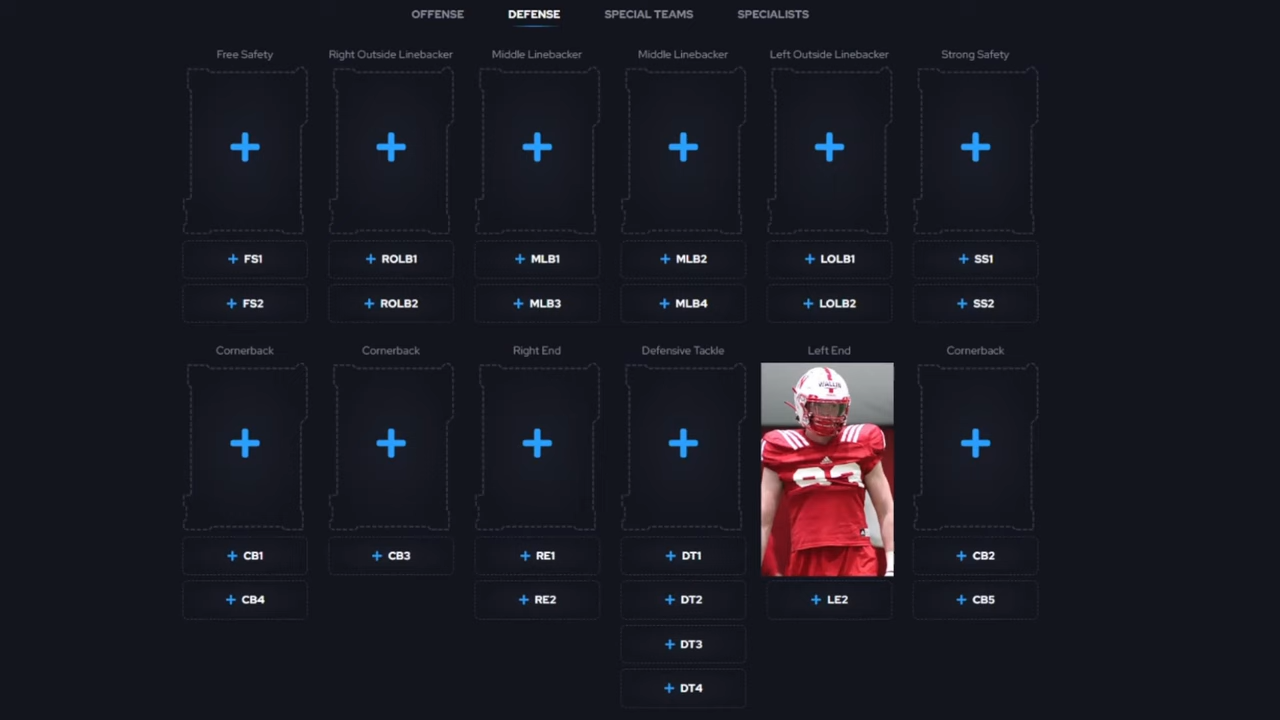 OFFENSE DEFENSE SPECIAL TEAMS SPECIALISTS
Free Safety Right Outside Linebacker Middle Linebacker Middle Linebacker Left Outside Linebacker Strong Safety
+ + + + + +
+ FS1 + ROLB1 + MLB1 + MLB2 + LOLB1 + SS1
+ FS2 + ROLB2 + MLB3 + MLB4 + LOLB2 + SS2
Cornerback Cornerback Right End Defensive Tackle Left End Cornerback
+ + + + +
93
+ CB1 + CB3 + RE1 + DT1 + CB2
+ CB4 + RE2 + DT2 + LE2 + CB5
+ DT3
+ DT4